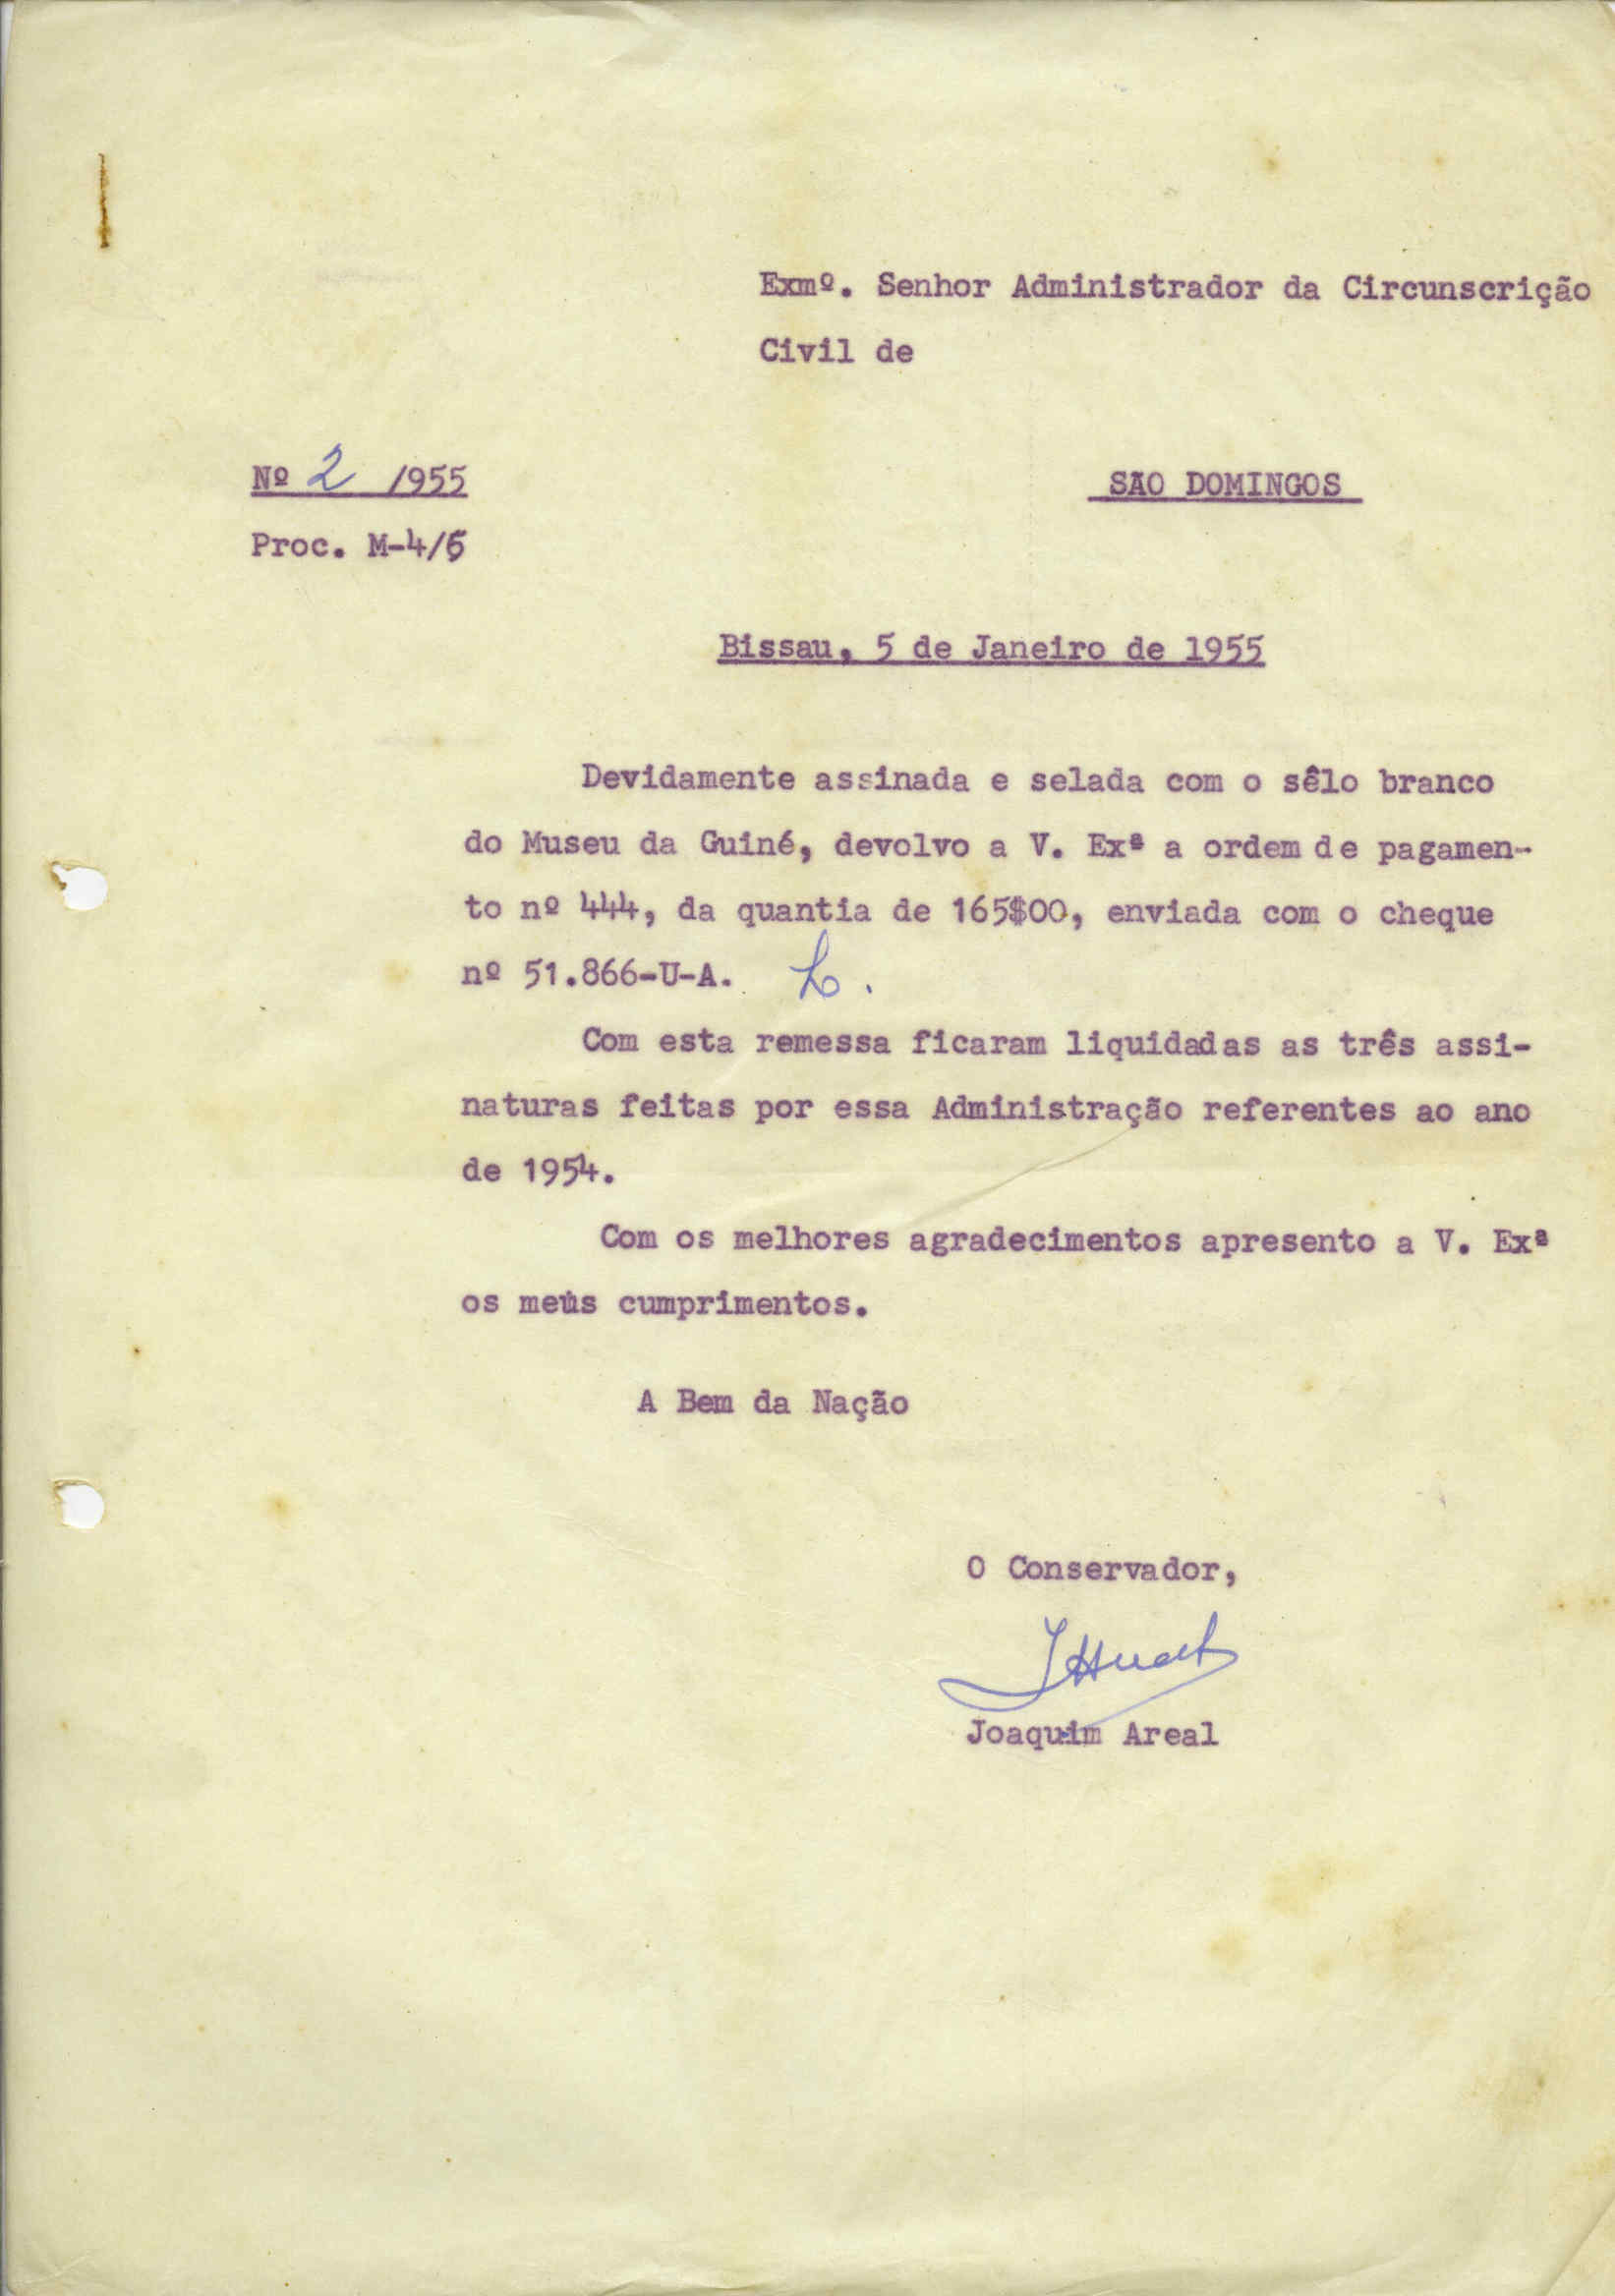 Exmº. Senhor Administrador da Circunscrição
Civil de
Nº 2 /1955
SÃO DOMINGOS
Proc. M-4/5
Bissau, 5 de Janeiro de 1955
Devidamente assinada e selada com o sêlo branco
do Museu da Guiné, devolvo a V. Exª a ordem de pagamen-
to nº 444, da quantia de 165$00, enviada com o cheque
nº 51.866-U-A.
Com esta remessa ficaram liquidadas as três assi-
naturas feitas por essa Administração referentes ao ano
de 1954.
Com os melhores agradecimentos apresento a V. Exª
os meus cumprimentos.
A Bem da Nação
O Conservador,
Joaquim Areal